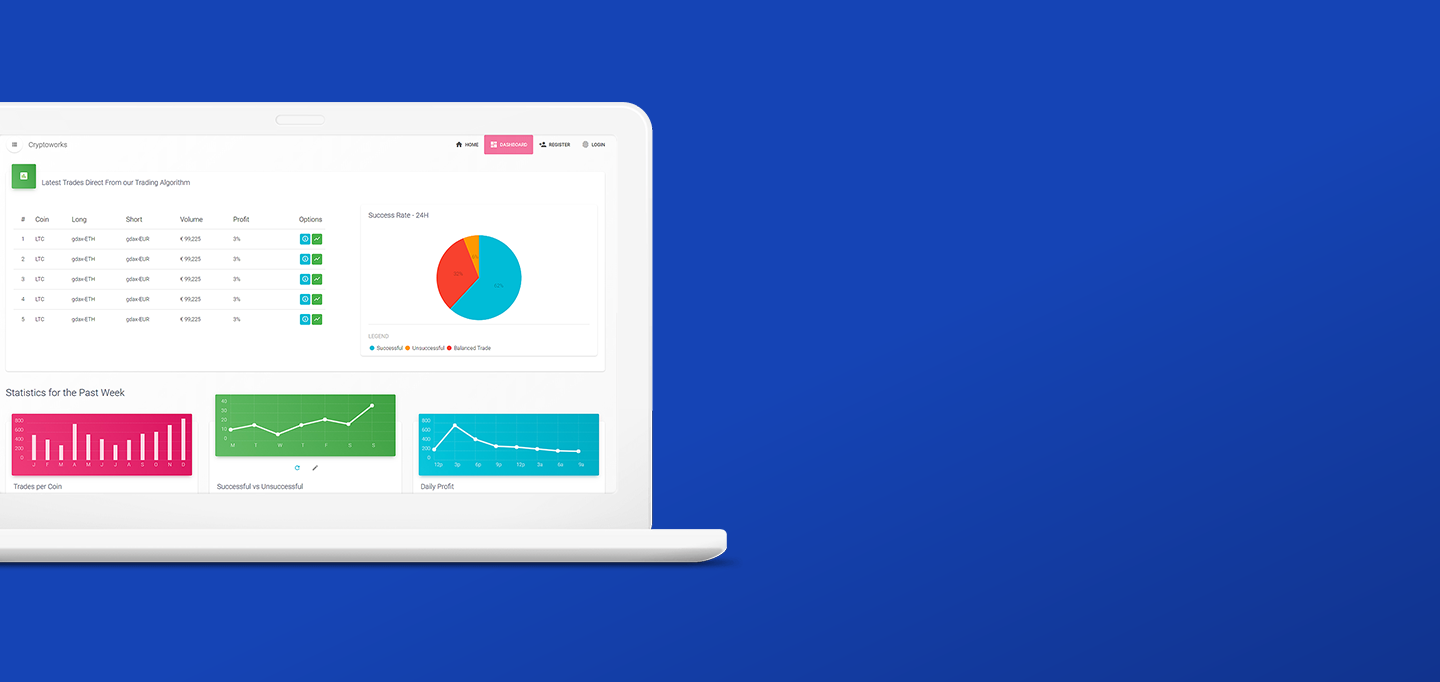 Cryptoworks HOME DASHBOARD REGISTER LOGIN
Latest Trades Direct From our Trading Algorithm
# Coin Long Short Volume Profit Options
1 LTC gdax-ETH gdax-EUR € 99,225 3%
2 LTC gdax-ETH gdax-EUR € 99,225 3%
3 LTC gdax-ETH gdax-EUR € 99,225 3%
4 LTC gdax-ETH gdax-EUR € 99,225 3%
5 LTC gdax-ETH gdax-EUR € 99,225 3%
Success Rate - 24H
6%
32%
62%
LEGEND
Successful Unsuccessful Balanced Trade
Statistics for the Past Week
800
600
400
200
0
J F M A M J J A S O N D
Trades per Coin
40
30
20
10
0
M T W T F S S
Successful vs Unsuccessful
800
600
400
200
0
12p 3p 6p 9p 12p 3a 6a 9a
Daily Profit